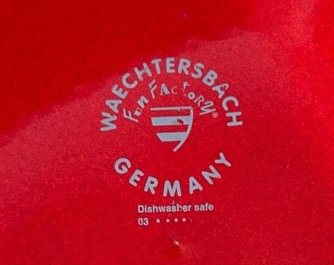 WAECHTERSBACH
Fun FActoRy®
GERMANY
Dishwasher safe
03 • • • •